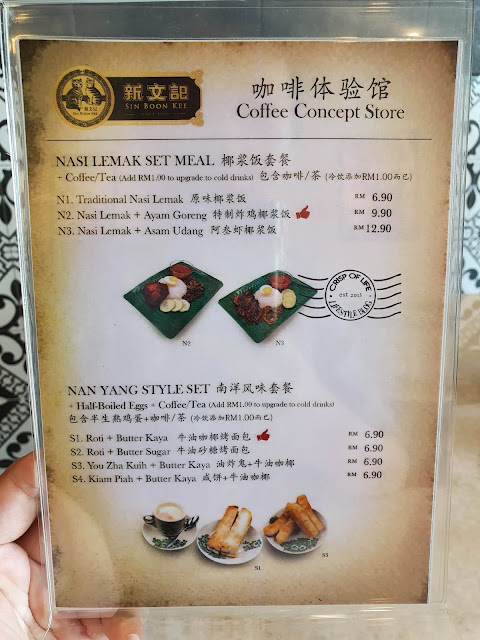 新文記
SIN BOON KEE
咖啡体验馆
Coffee Concept Store
NASI LEMAK SET MEAL 椰浆饭套餐
+ Coffee/Tea (Add RM1.00 to upgrade to cold drinks) 包含咖啡/茶 (冷饮添加RM1.00而已)
N1. Traditional Nasi Lemak 原味椰浆饭 RM 6.90
N2. Nasi Lemak + Ayam Goreng 特制炸鸡椰浆饭 RM 9.90
N3. Nasi Lemak + Asam Udang 阿叁虾椰浆饭 RM 12.90
CRISP OF LIFE
EST 2013
LIFESTYLE BLOG
N2
N3
NAN YANG STYLE SET 南洋风味套餐
+ Half-Boiled Eggs + Coffee/Tea (Add RM1.00 to upgrade to cold drinks)
包含半生熟鸡蛋+咖啡/茶 (冷饮添加RM1.00而已)
S1. Roti + Butter Kaya 牛油咖椰烤面包 RM 6.90
S2. Roti + Butter Sugar 牛油砂糖烤面包 RM 6.90
S3. You Zha Kuih + Butter Kaya 油炸鬼+牛油咖椰 RM 6.90
S4. Kiam Piah + Butter Kaya 咸饼+牛油咖椰 RM 6.90
S1
S3